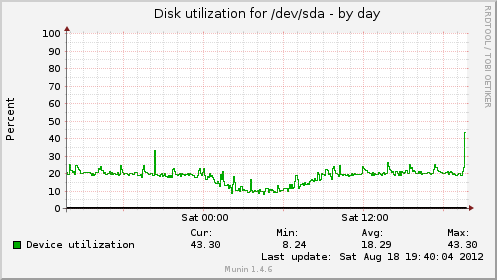 Disk utilization for /dev/sda - by day
RRDTOOL / TOBI OETIKER
Percent
100
90
80
70
60
50
40
30
20
10
0
Sat 00:00
Sat 12:00
Cur: Min: Avg: Max:
Device utilization 43.30 8.24 18.29 43.30
Last update: Sat Aug 18 19:40:04 2012
Munin 1.4.6